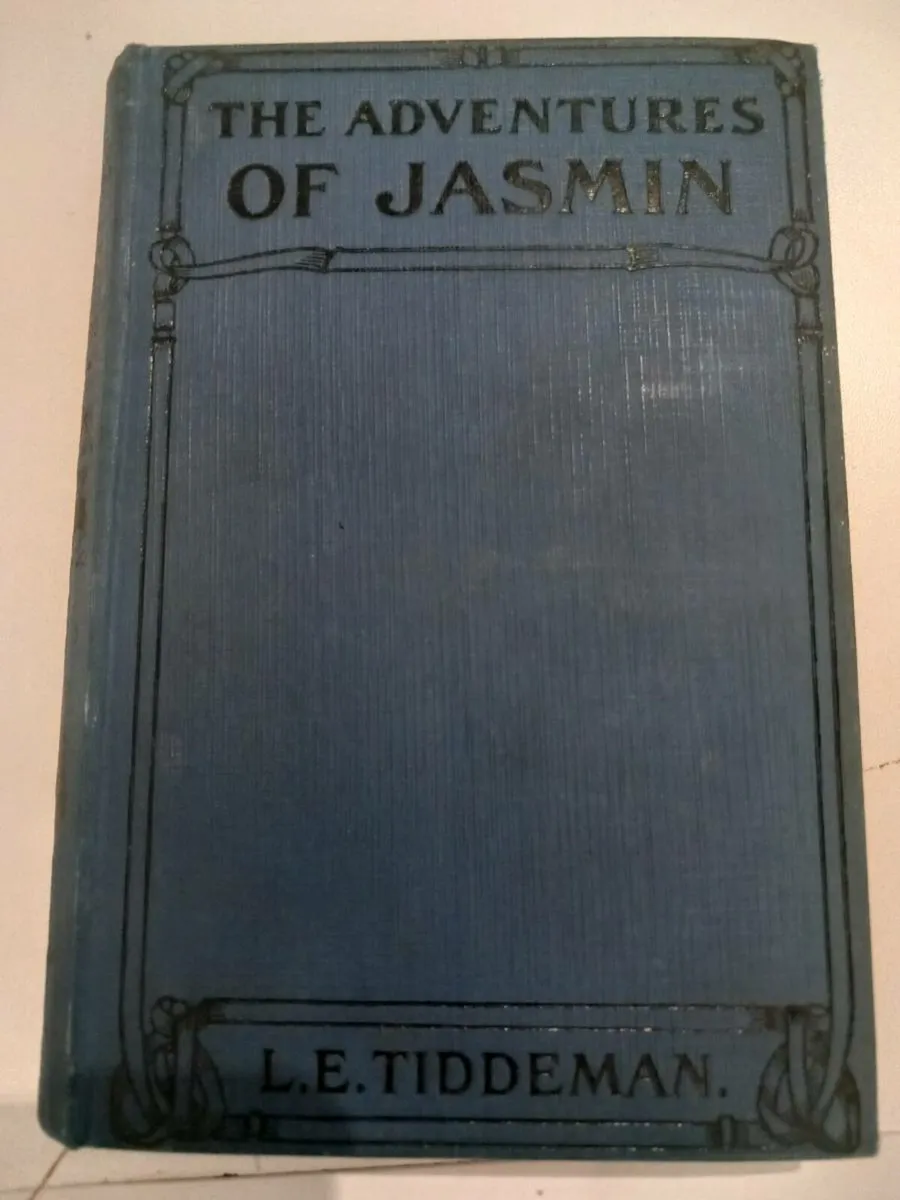 THE ADVENTURES
OF JASMIN
L.E.TIDDEMAN.